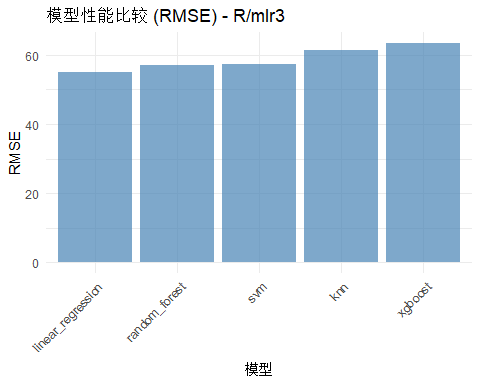 模型性能比较 (RMSE) - R/mlr3
RMSE
60
40
20
0
linear_regression
random_forest
svm
knn
xgboost
模型